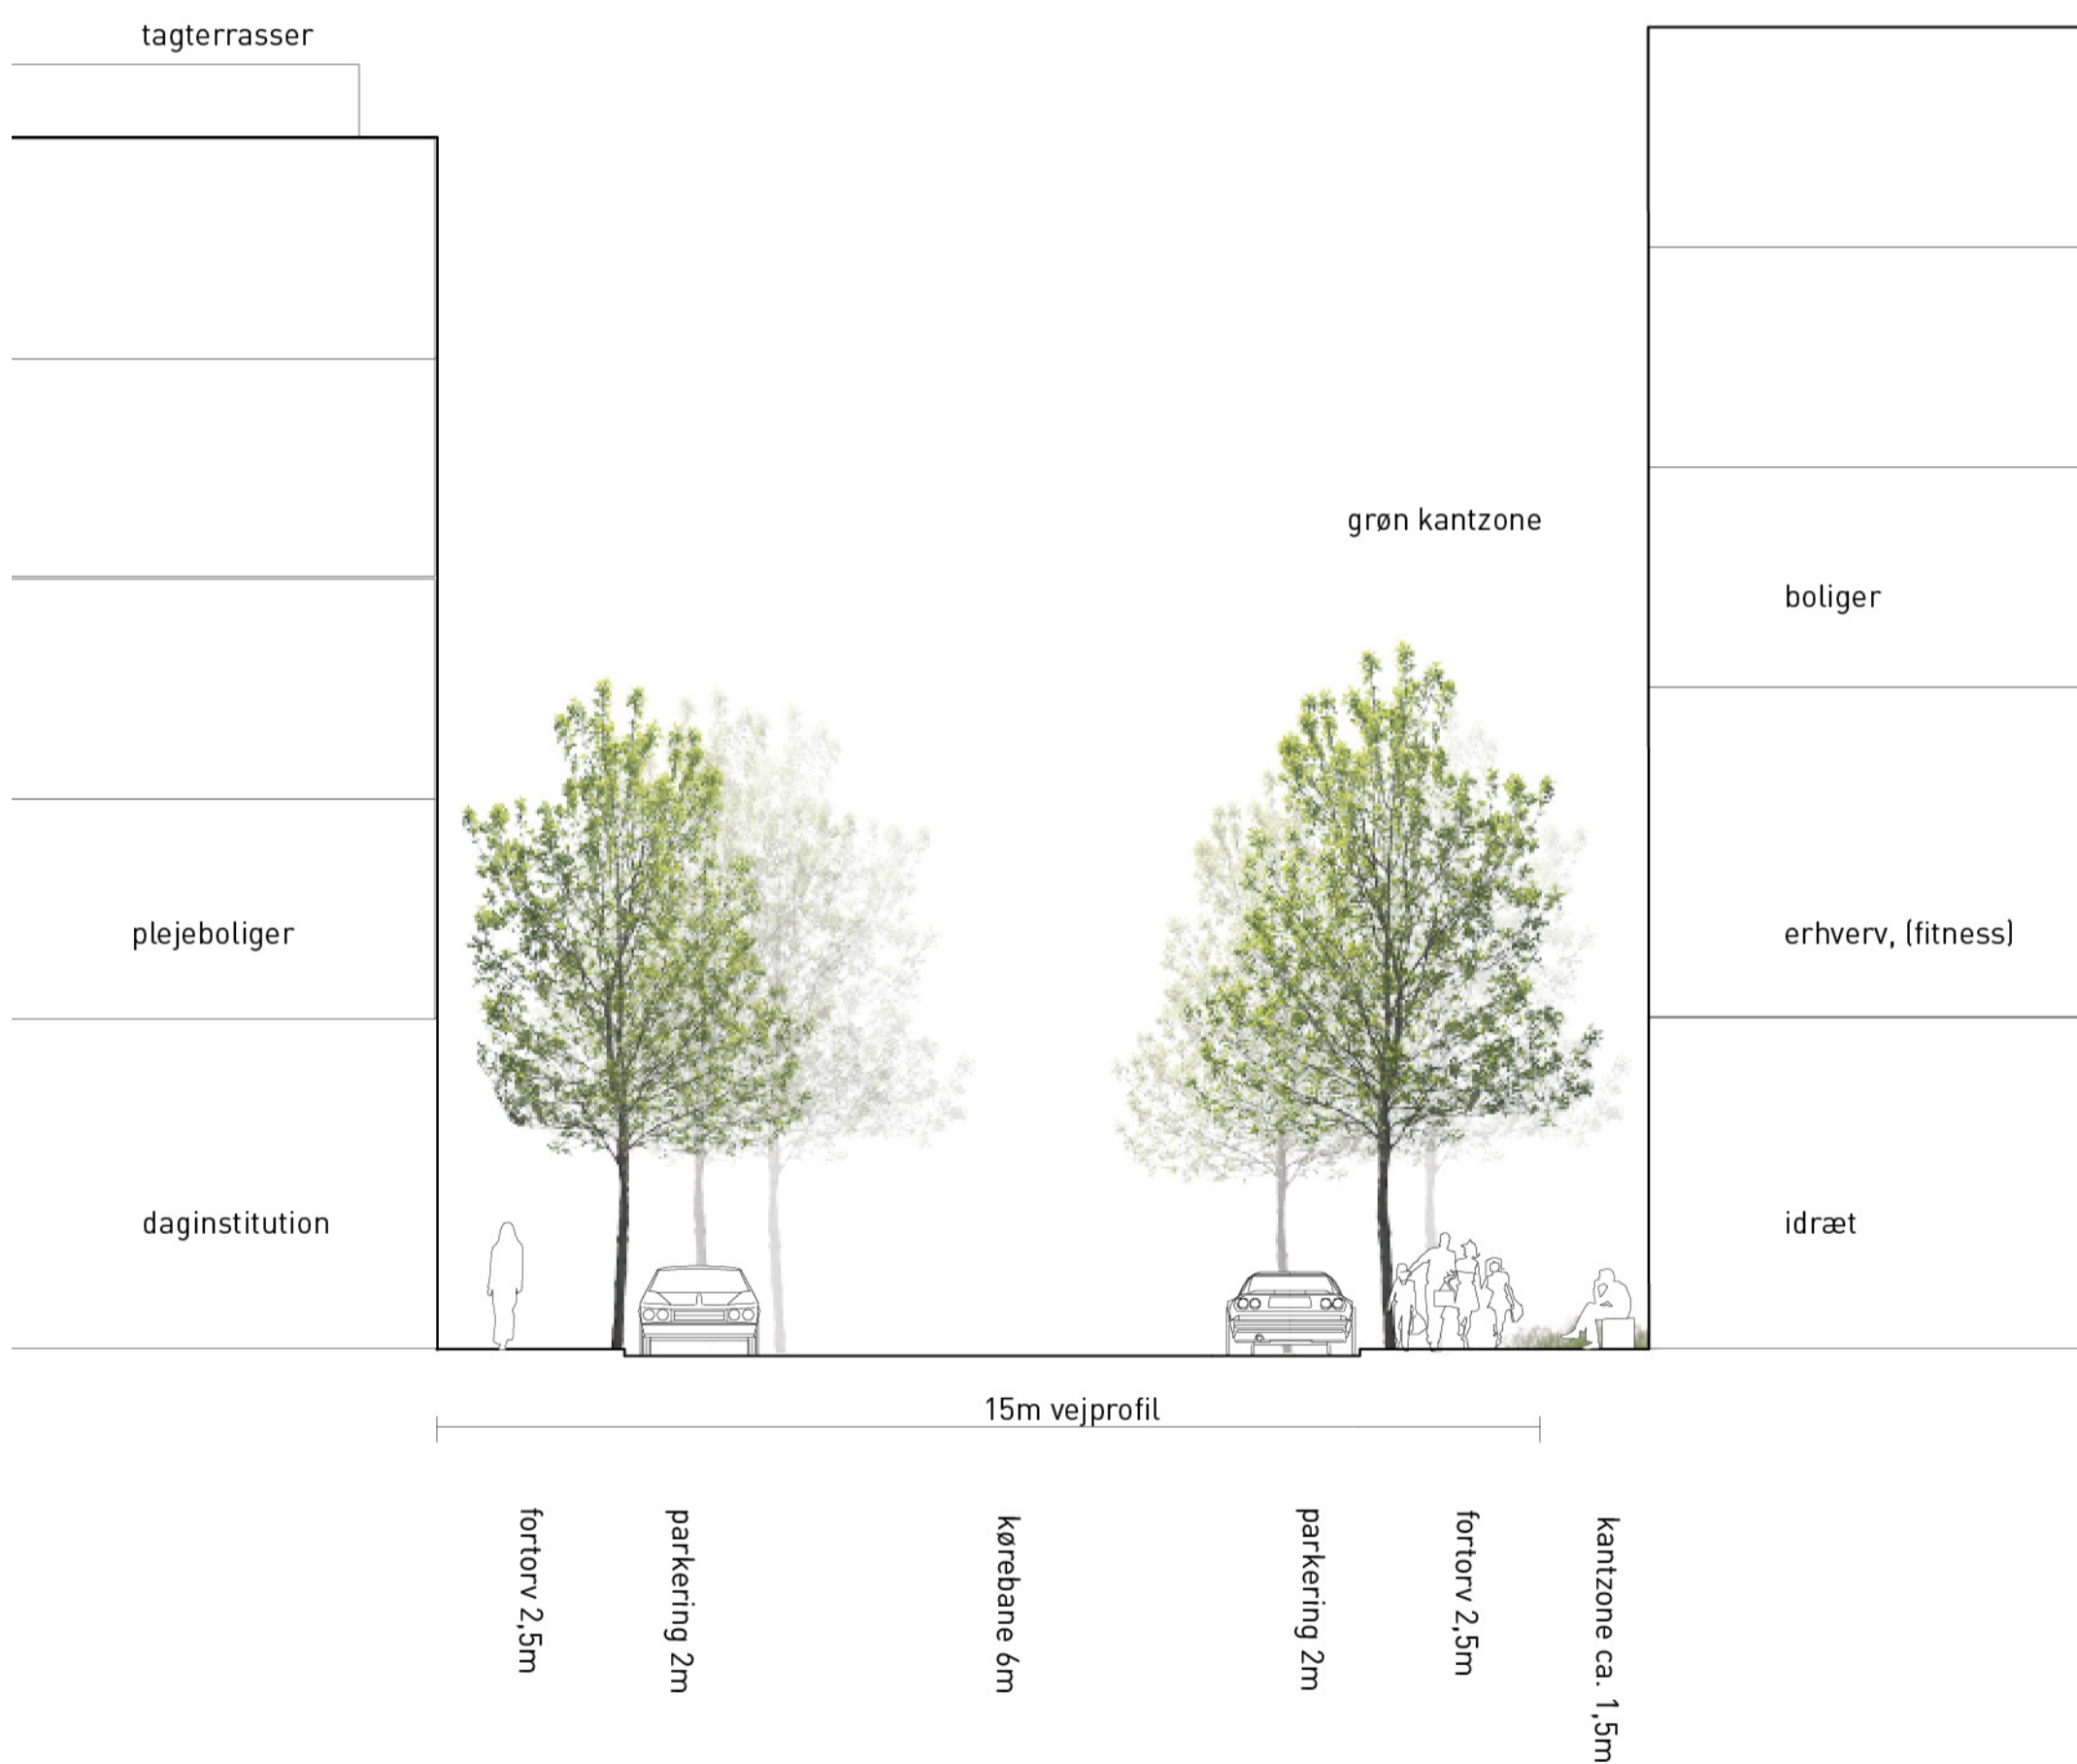 tagterrasser
grøn kantzone
boliger
plejeboliger
erhverv, (fitness)
daginstitution
idræt
15m vejprofil
fortorv 2,5m
parkering 2m
kørebane 6m
parkering 2m
fortorv 2,5m
kantzone ca. 1,5m